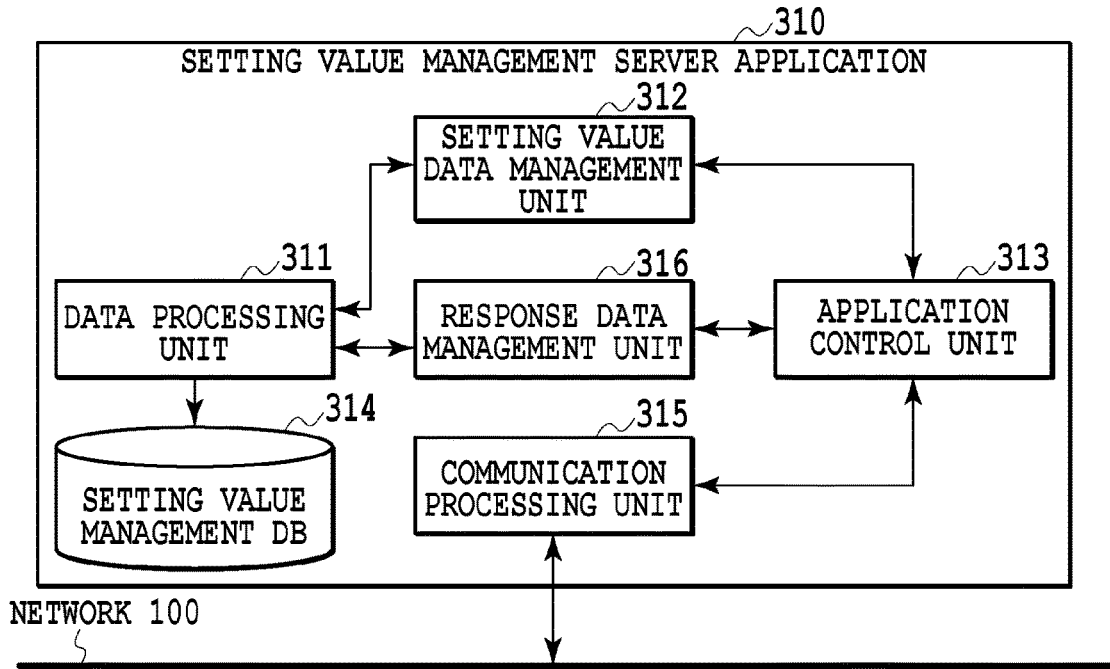 310
SETTING VALUE MANAGEMENT SERVER APPLICATION
312
SETTING VALUE
DATA MANAGEMENT
UNIT
311
DATA PROCESSING
UNIT
316
RESPONSE DATA
MANAGEMENT UNIT
313
APPLICATION
CONTROL UNIT
314
SETTING VALUE
MANAGEMENT DB
315
COMMUNICATION
PROCESSING UNIT
NETWORK 100